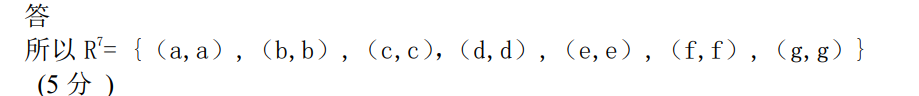 答
所以 R⁷= {（a,a）,（b,b）,（c,c），（d,d）,（e,e）,（f,f）,（g,g）}
(5 分 )